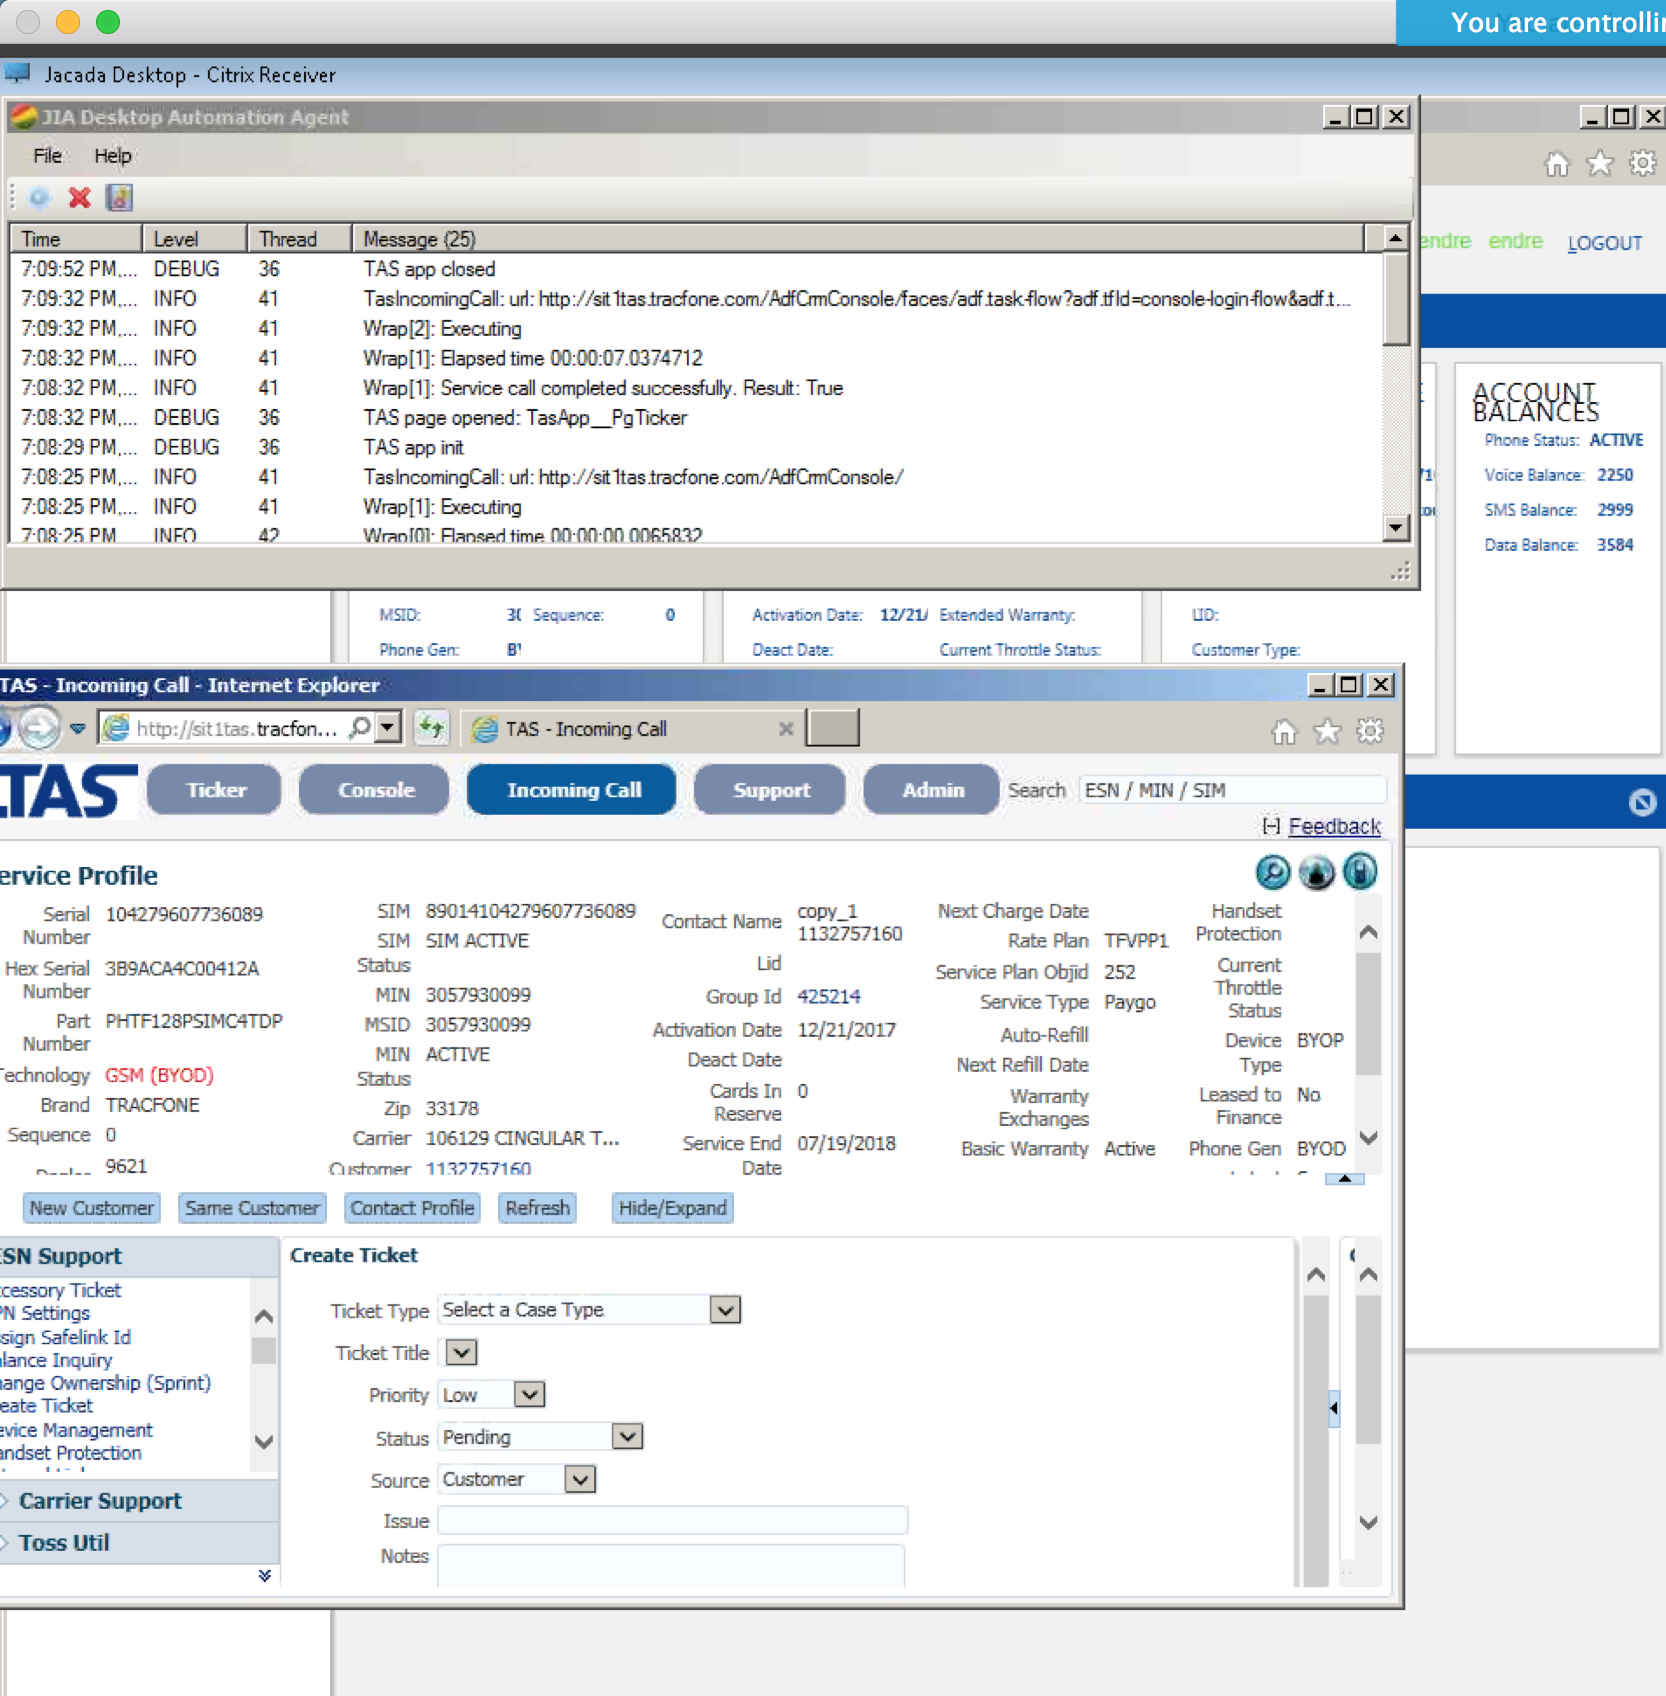 You are controllin
Jacada Desktop - Citrix Receiver
JIA Desktop Automation Agent
File Help
Time Level Thread Message (25)
7:09:52 PM,... DEBUG 36 TAS app closed
7:09:32 PM,... INFO 41 TasIncomingCall: url: http://sit1tas.tracfone.com/AdfCrmConsole/faces/adf.task-flow?adf.tfId=console-login-flow&adf.t...
7:09:32 PM,... INFO 41 Wrap[2]: Executing
7:08:32 PM,... INFO 41 Wrap[1]: Elapsed time 00:00:07.0374712
7:08:32 PM,... INFO 41 Wrap[1]: Service call completed successfully. Result: True
7:08:32 PM,... DEBUG 36 TAS page opened: TasApp__PgTicker
7:08:29 PM,... DEBUG 36 TAS app init
7:08:25 PM,... INFO 41 TasIncomingCall: url: http://sit1tas.tracfone.com/AdfCrmConsole/
7:08:25 PM,... INFO 41 Wrap[1]: Executing
7:08:25 PM INFO 42 Wrap[0]: Elapsed time 00:00:00.0065832
endre endre LOGOUT
ACCOUNT
BALANCES
Phone Status: ACTIVE
Voice Balance: 2250
SMS Balance: 2999
Data Balance: 3584
MSID: 30 Sequence: 0 Activation Date: 12/21/ Extended Warranty: LID:
Phone Gen: BY Deact Date: Current Throttle Status: Customer Type:
TAS - Incoming Call - Internet Explorer
http://sit1tas.tracfon... TAS - Incoming Call
TAS Ticker Console Incoming Call Support Admin Search ESN / MIN / SIM
[-] Feedback
ervice Profile
Serial Number 104279607736089
Hex Serial Number 3B9ACA4C00412A
Part Number PHTF128PSIMC4TDP
Technology GSM (BYOD)
Brand TRACFONE
Sequence 0
9621
SIM 89014104279607736089
SIM Status SIM ACTIVE
MIN 3057930099
MSID 3057930099
MIN Status ACTIVE
Zip 33178
Carrier 106129 CINGULAR T...
Customer 1132757160
Contact Name copy_1 1132757160
Lid
Group Id 425214
Activation Date 12/21/2017
Deact Date
Cards In Reserve 0
Service End Date 07/19/2018
Next Charge Date
Rate Plan TFVPP1
Service Plan Objid 252
Service Type Paygo
Auto-Refill
Next Refill Date
Warranty Exchanges
Basic Warranty Active
Handset Protection
Current Throttle Status
Device Type BYOP
Leased to Finance No
Phone Gen BYOD
New Customer Same Customer Contact Profile Refresh Hide/Expand
ESN Support
ccessory Ticket
PN Settings
ssign Safelink Id
alance Inquiry
hange Ownership (Sprint)
reate Ticket
evice Management
andset Protection
Carrier Support
Toss Util
Create Ticket
Ticket Type Select a Case Type
Ticket Title
Priority Low
Status Pending
Source Customer
Issue
Notes